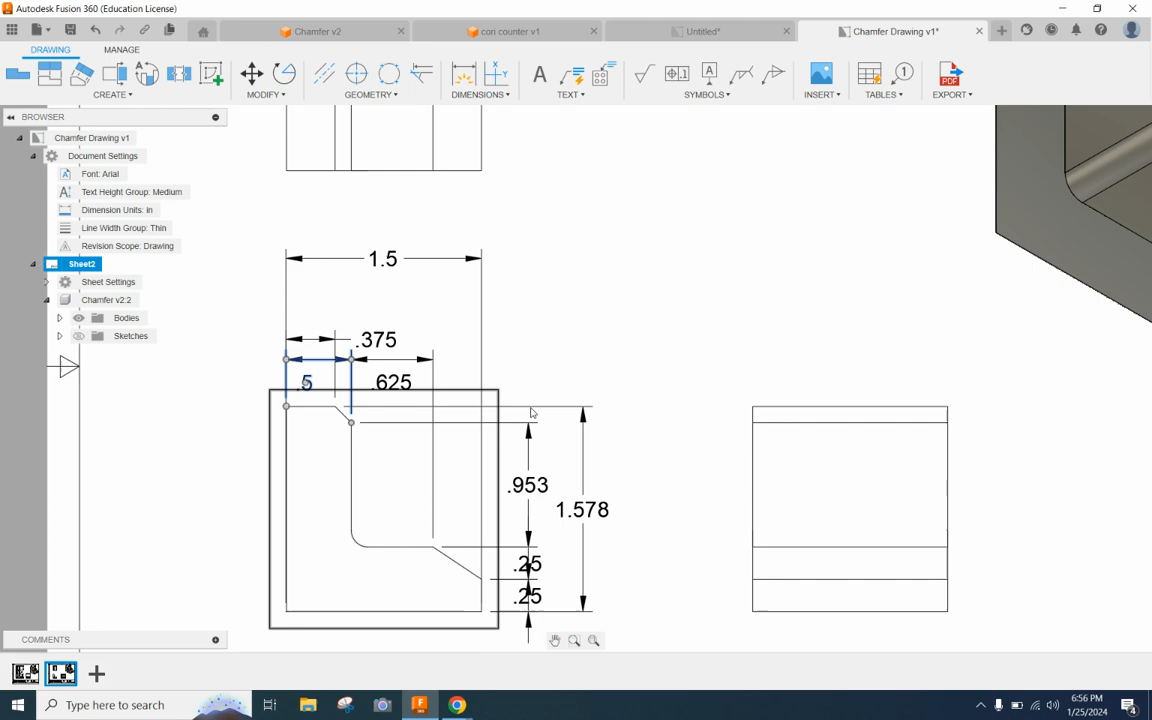 Autodesk Fusion 360 (Education License)
Chamfer v2
cori counter v1
Untitled*
Chamfer Drawing v1*
DRAWING
MANAGE
CREATE
MODIFY
GEOMETRY
DIMENSIONS
TEXT
SYMBOLS
INSERT
TABLES
EXPORT
BROWSER
Chamfer Drawing v1
Document Settings
Font: Arial
Text Height Group: Medium
Dimension Units: in
Line Width Group: Thin
Revision Scope: Drawing
Sheet2
Sheet Settings
Chamfer v2:2
Bodies
Sketches
1.5
.375
.5
.625
.953
1.578
.25
.25
COMMENTS
Type here to search
6:56 PM
1/25/2024
4